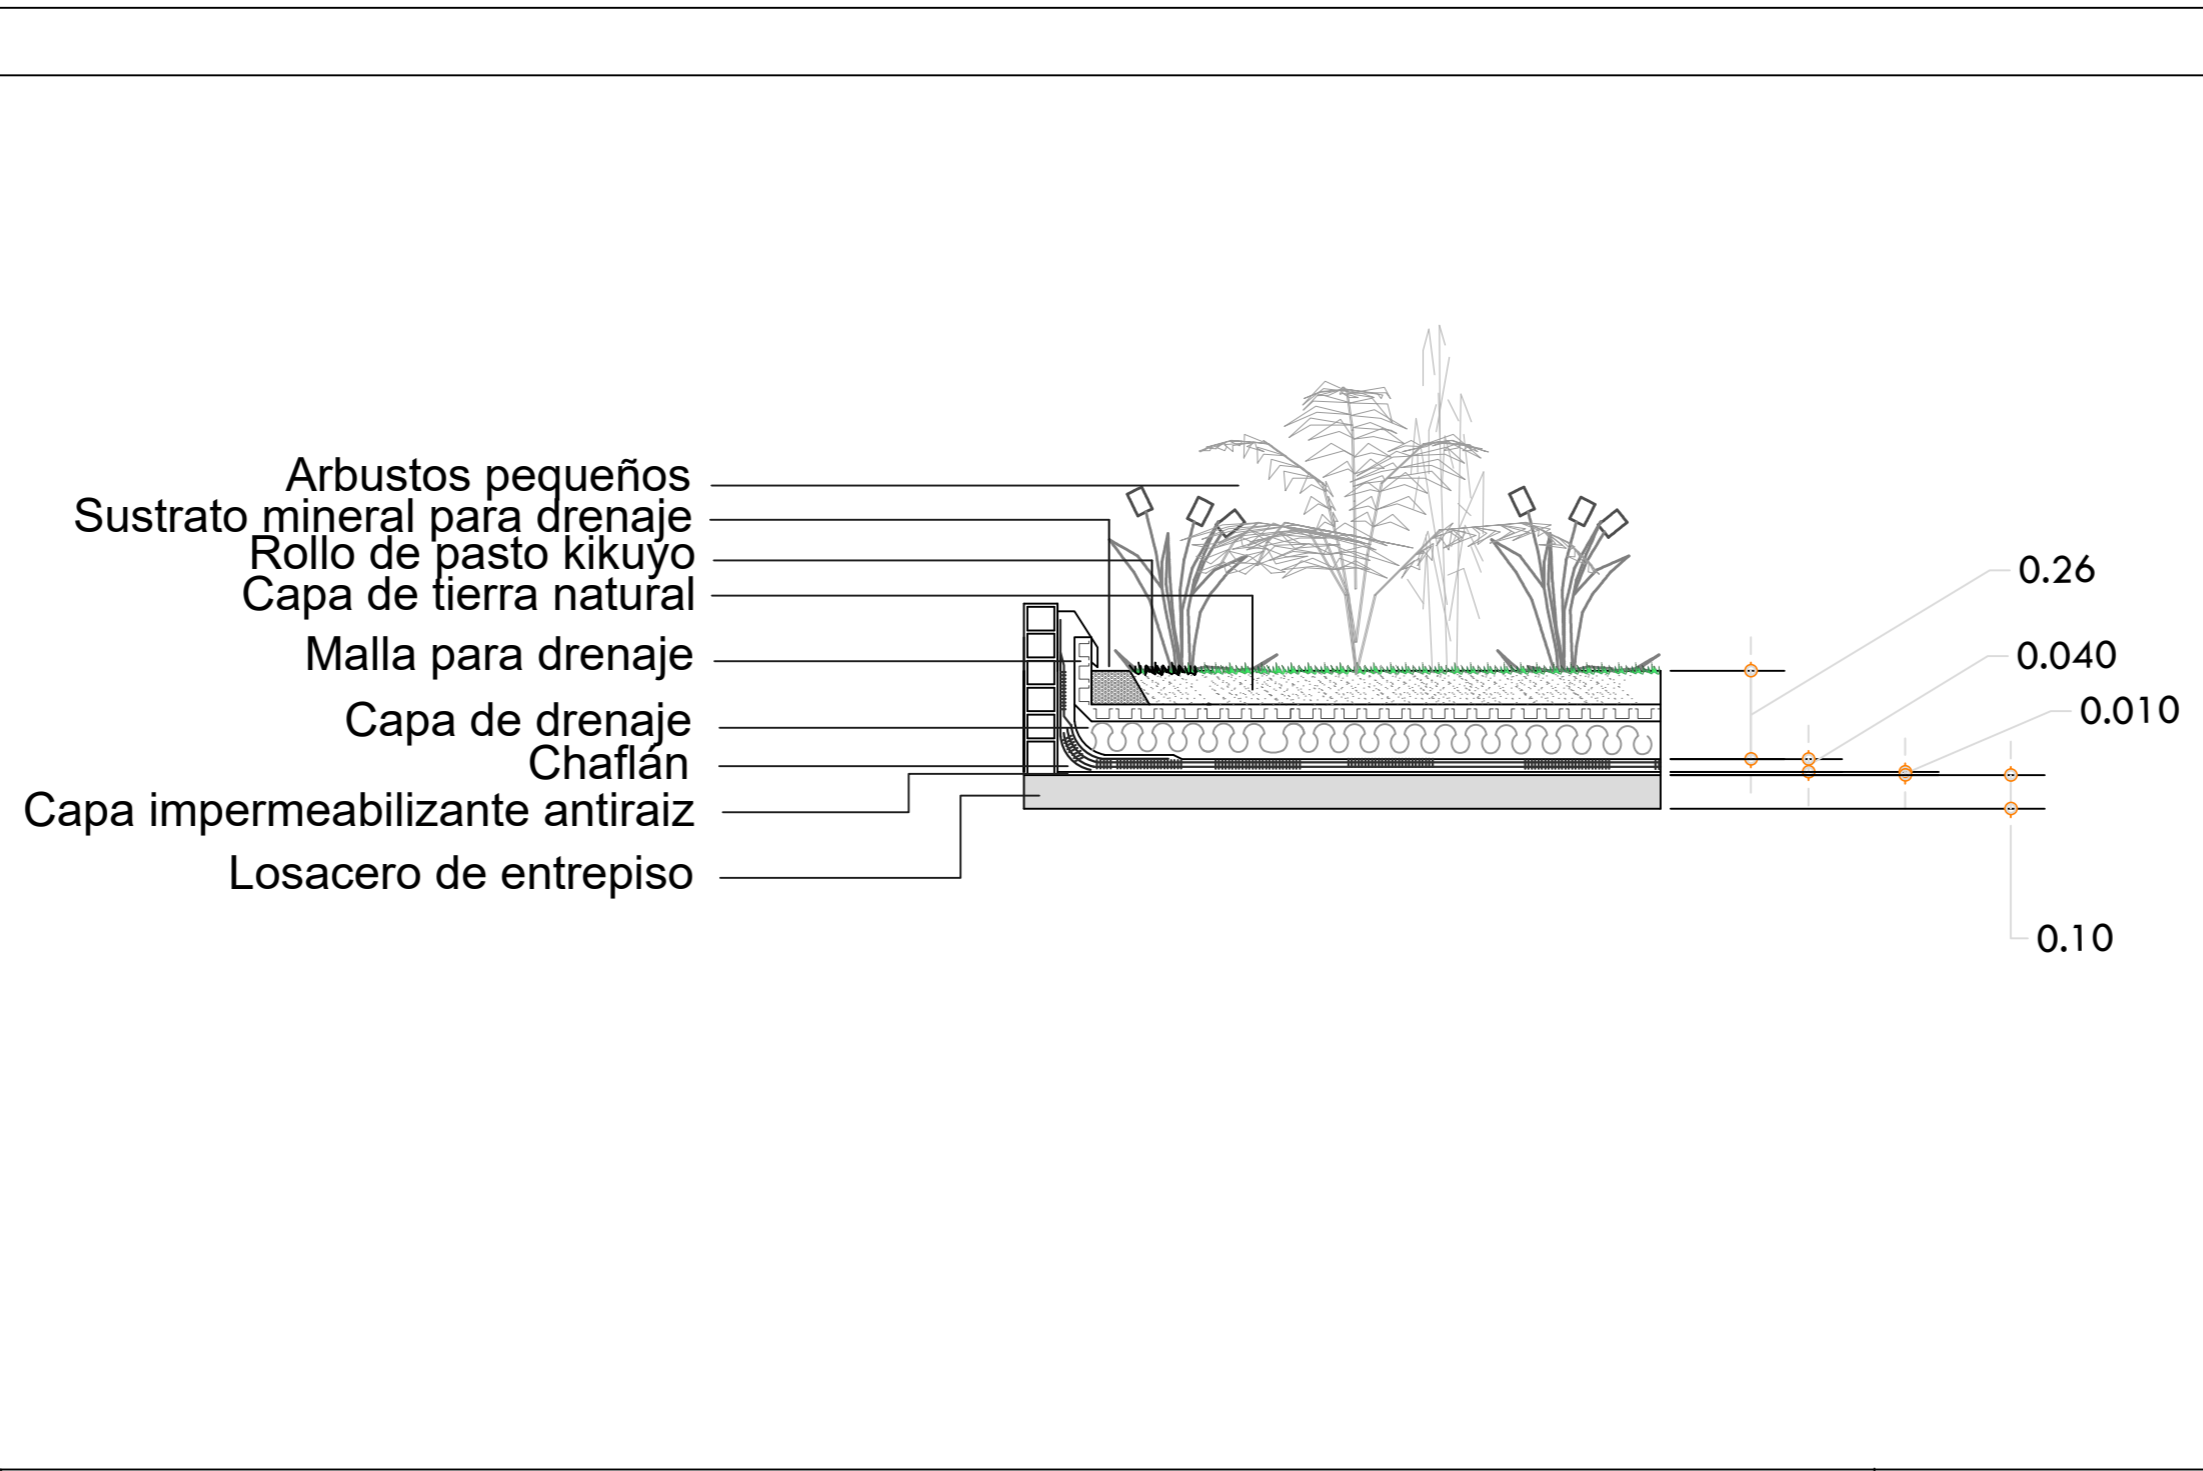 Arbustos pequeños
Sustrato mineral para drenaje
Rollo de pasto kikuyo
Capa de tierra natural
Malla para drenaje
Capa de drenaje
Chaflán
Capa impermeabilizante antiraiz
Losacero de entrepiso
0.26
0.040
0.010
0.10